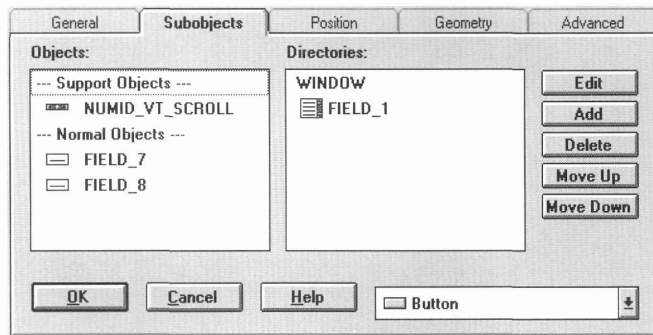 General Subobjects Position Geometry Advanced
Objects:
--- Support Objects ---
NUMID_VT_SCROLL
--- Normal Objects ---
FIELD_7
FIELD_8
Directories:
WINDOW
FIELD_1
Edit
Add
Delete
Move Up
Move Down
OK Cancel Help Button